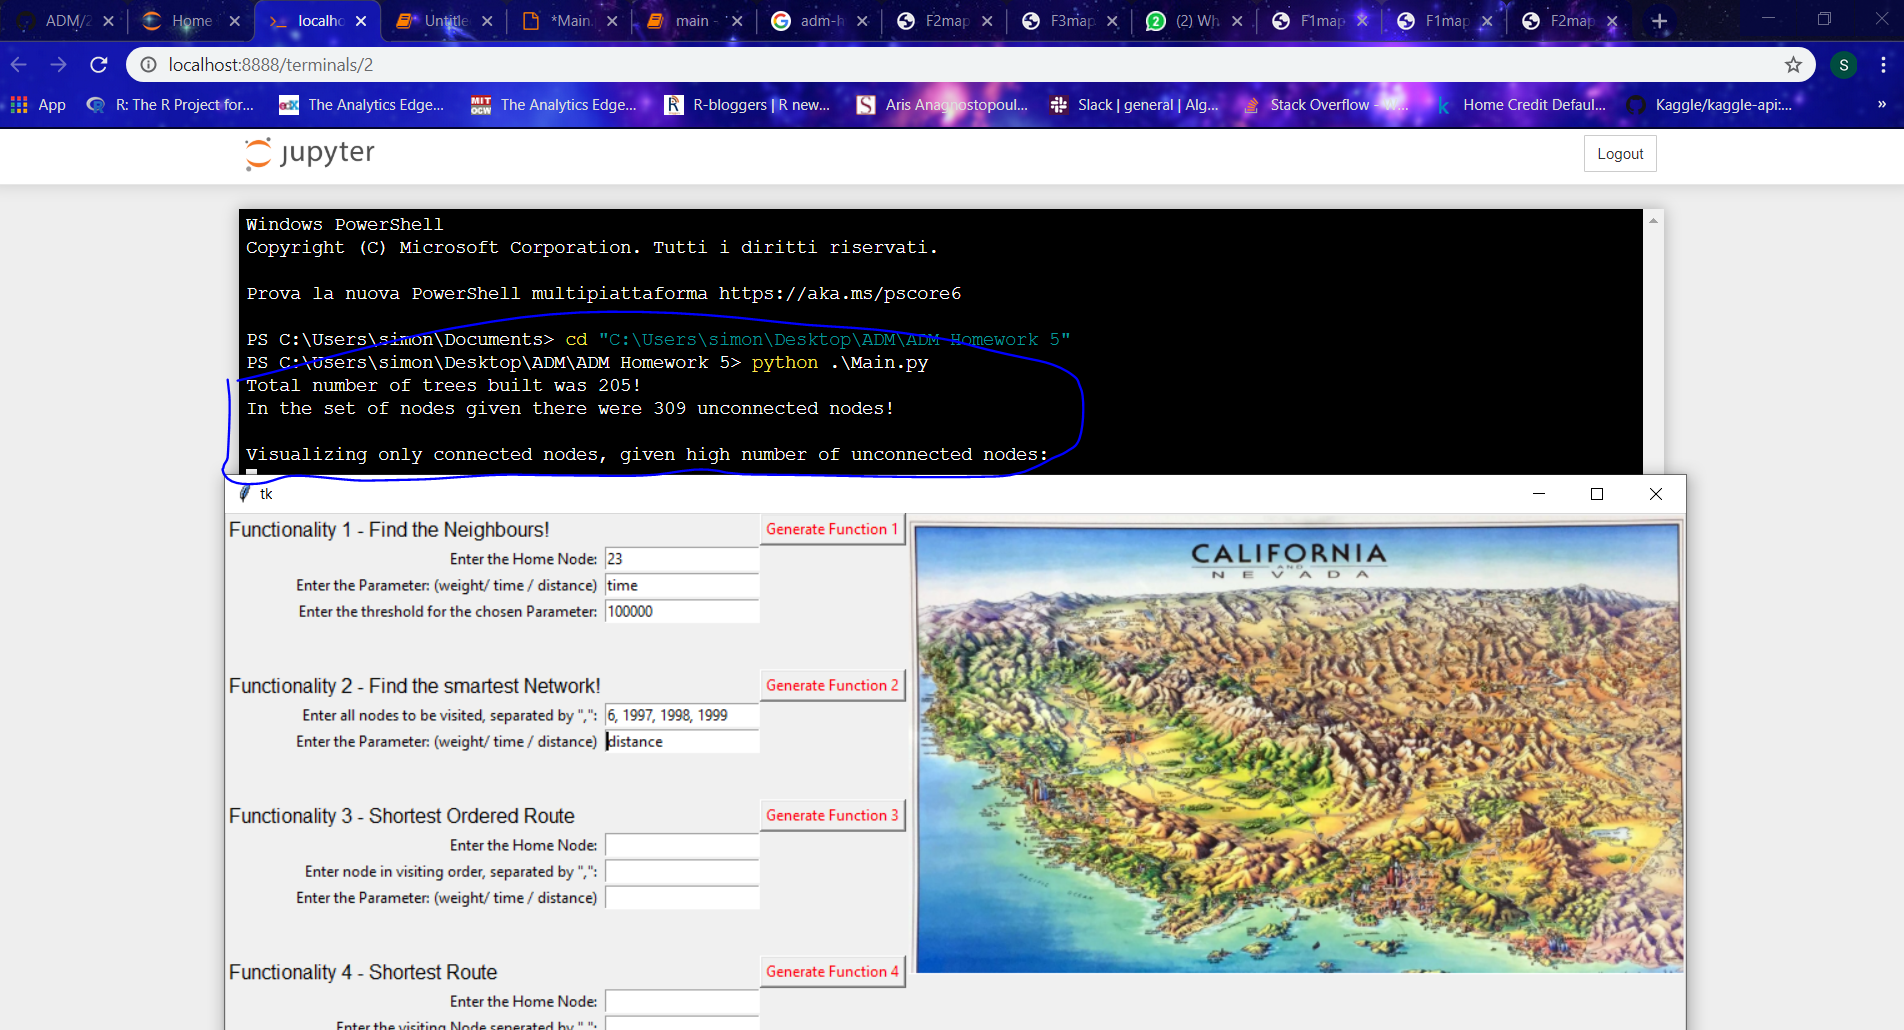 ADM/2
Home
localho
Untitle
*Main.
main -
adm-h
F2map
F3map.
(2) Wh
F1map
F1map
F2map
localhost:8888/terminals/2
S
App
R: The R Project for...
The Analytics Edge...
The Analytics Edge...
R-bloggers | R new...
Aris Anagnostopoul...
Slack | general | Alg...
Stack Overflow - W...
Home Credit Defaul...
Kaggle/kaggle-api:...
»
jupyter
Logout
Windows PowerShell
Copyright (C) Microsoft Corporation. Tutti i diritti riservati.
Prova la nuova PowerShell multipiattaforma https://aka.ms/pscore6
PS C:\Users\simon\Documents> cd "C:\Users\simon\Desktop\ADM\ADM Homework 5"
PS C:\Users\simon\Desktop\ADM\ADM Homework 5> python .\Main.py
Total number of trees built was 205!
In the set of nodes given there were 309 unconnected nodes!
Visualizing only connected nodes, given high number of unconnected nodes:
tk
Functionality 1 - Find the Neighbours!
Generate Function 1
Enter the Home Node: 23
Enter the Parameter: (weight/ time / distance) time
Enter the threshold for the chosen Parameter: 100000
Functionality 2 - Find the smartest Network!
Generate Function 2
Enter all nodes to be visited, separated by ",": 6, 1997, 1998, 1999
Enter the Parameter: (weight/ time / distance) distance
Functionality 3 - Shortest Ordered Route
Generate Function 3
Enter the Home Node:
Enter node in visiting order, separated by ",":
Enter the Parameter: (weight/ time / distance)
Functionality 4 - Shortest Route
Generate Function 4
Enter the Home Node:
Enter the visiting Node seperated by ",":
CALIFORNIA
AND
NEVADA
PACIFIC OCEAN